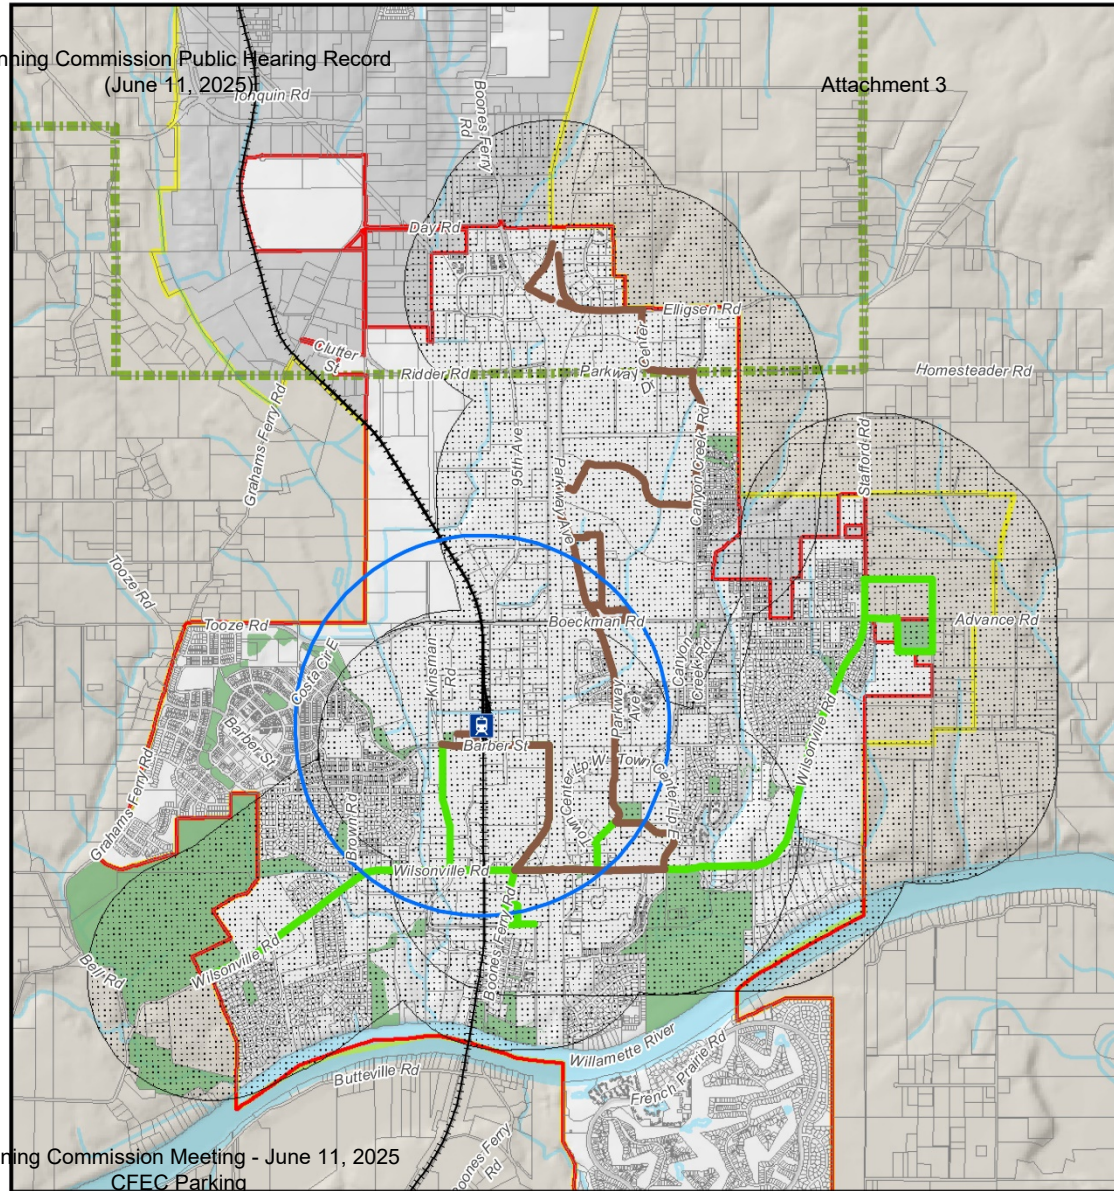 nning Commission Public Hearing Record
(June 11, 2025)
Attachment 3
Tonquin Rd
Boones Ferry
Rd
Day Rd
Elligsen Rd
Clutter
St
Ridder Rd
Parkway Center Dr
Homesteader Rd
Grahams Ferry Rd
95th Ave
Parkway Ave
Canyon Creek Rd
Stafford Rd
Tooze Rd
Tooze Rd
Boeckman Rd
Advance Rd
Costa Cir E
Kinsman
Rd
Canyon
Creek Rd
Parkway
Ave
Barber St
Barber St
Wilsonville Rd
Town Center Lp W
Town Center Lp E
Grahams Ferry Rd
Brown Rd
Wilsonville Rd
Wilsonville Rd
Boones Ferry Rd
Bell Rd
Willamette River
Butteville Rd
French Prairie Rd
Boones Ferry
Rd
ning Commission Meeting - June 11, 2025
CFEC Parking